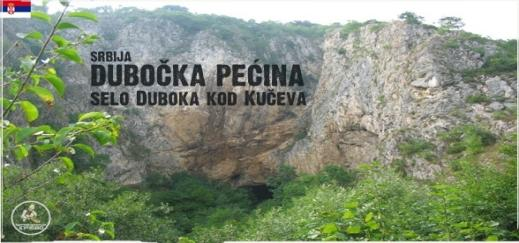 SRBIJA
DUBOČKA PEĆINA
SELO DUBOKA KOD KUČEVA